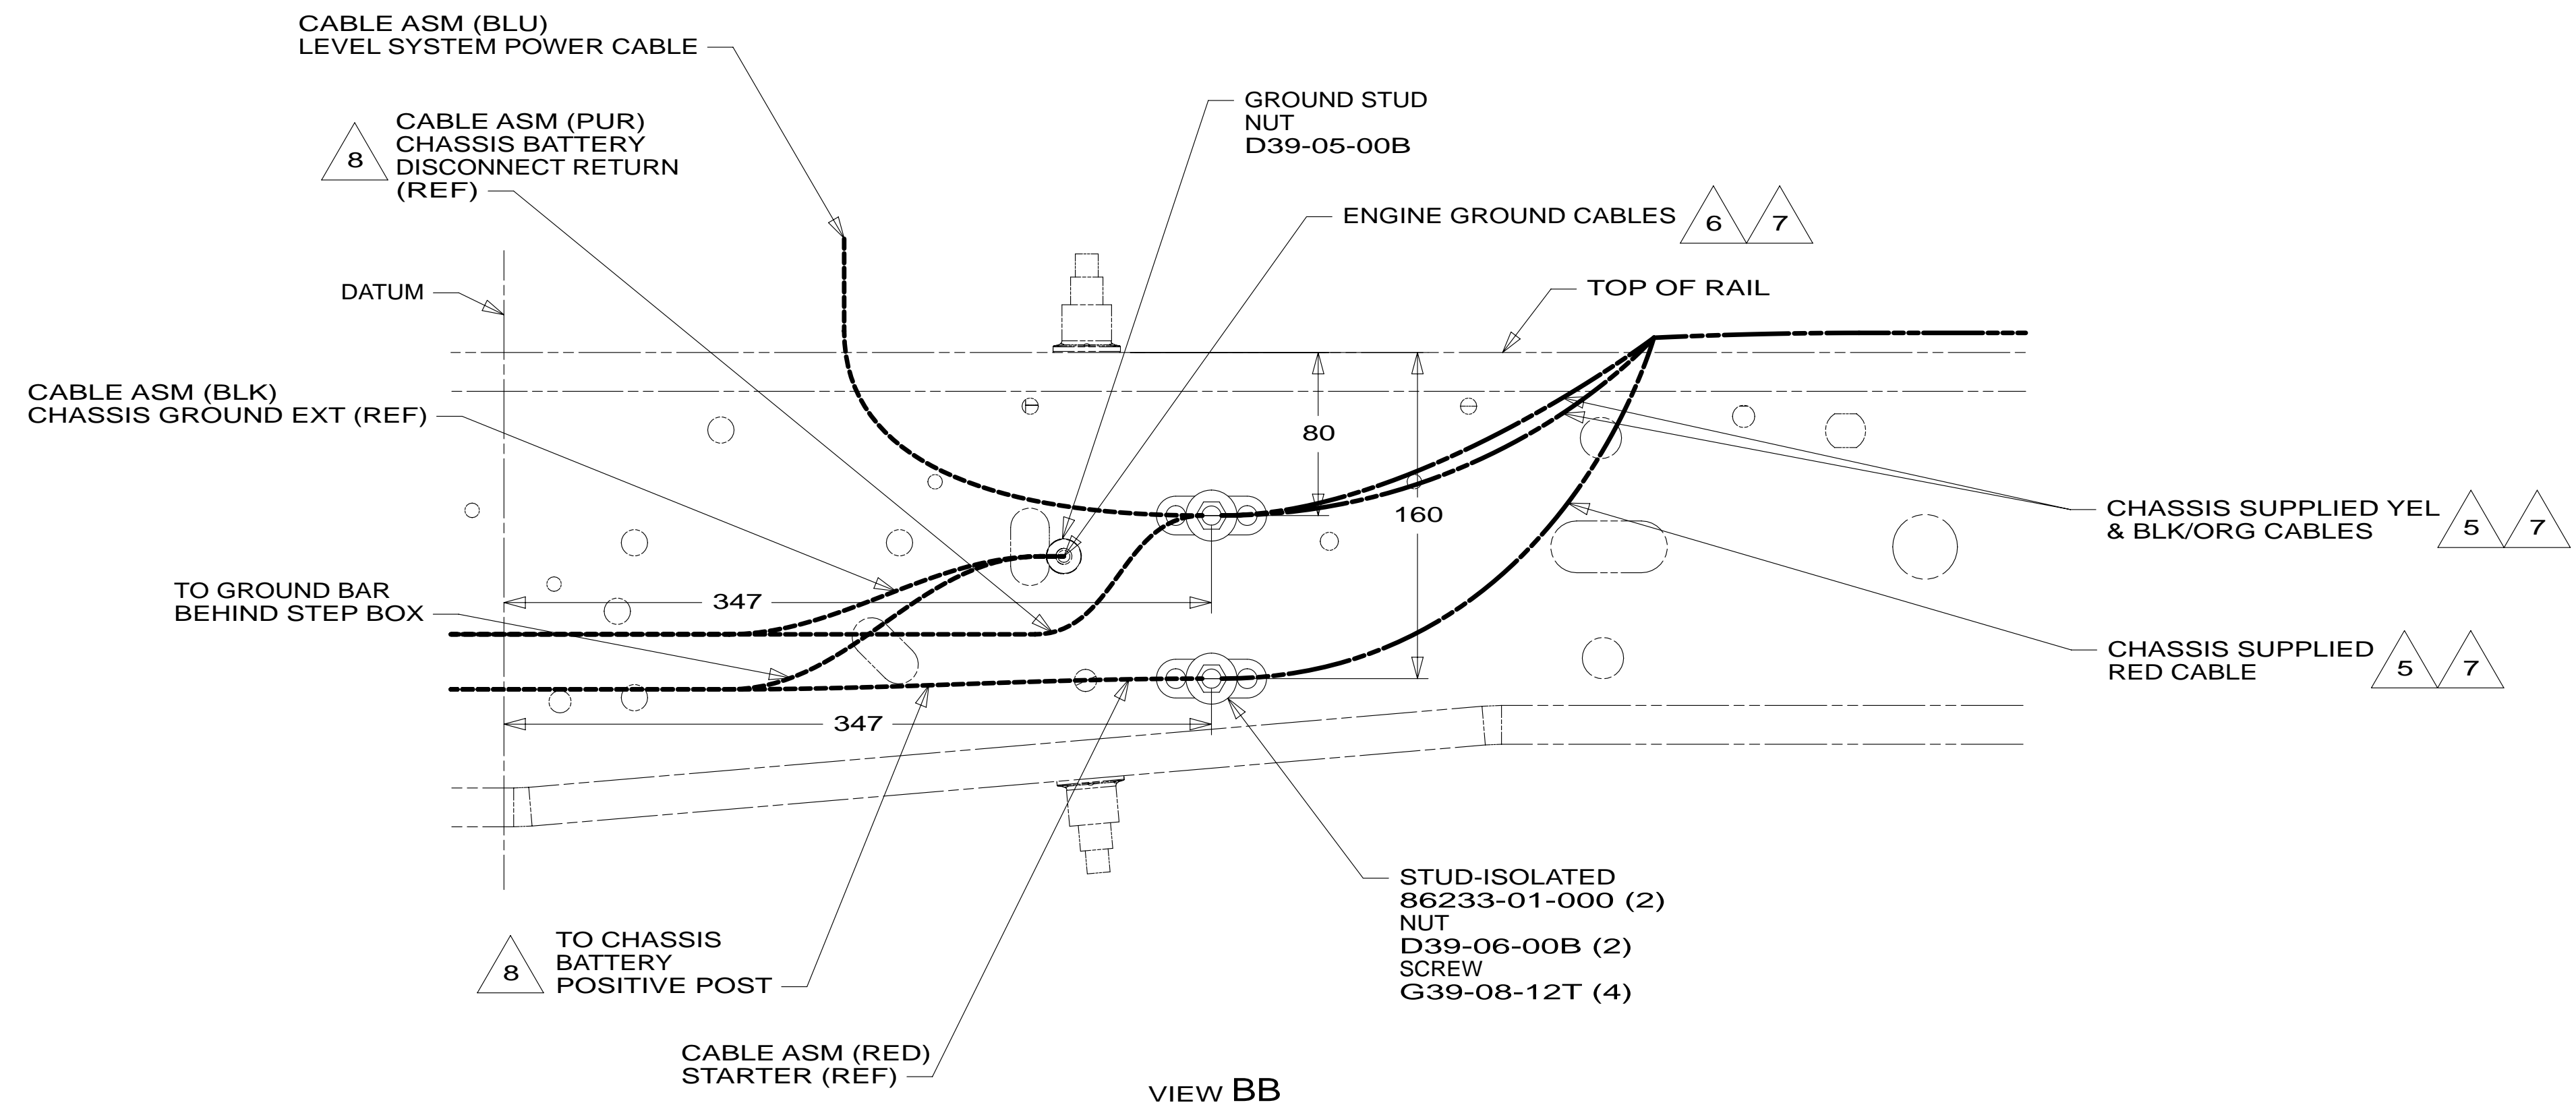 CABLE ASM (BLU)
LEVEL SYSTEM POWER CABLE
GROUND STUD
NUT
D39-05-00B
8
CABLE ASM (PUR)
CHASSIS BATTERY
DISCONNECT RETURN
(REF)
ENGINE GROUND CABLES
6
7
DATUM
TOP OF RAIL
CABLE ASM (BLK)
CHASSIS GROUND EXT (REF)
80
160
CHASSIS SUPPLIED YEL
& BLK/ORG CABLES
5
7
TO GROUND BAR
BEHIND STEP BOX
347
CHASSIS SUPPLIED
RED CABLE
5
7
347
STUD-ISOLATED
86233-01-000 (2)
NUT
D39-06-00B (2)
SCREW
G39-08-12T (4)
8
TO CHASSIS
BATTERY
POSITIVE POST
CABLE ASM (RED)
STARTER (REF)
VIEW BB